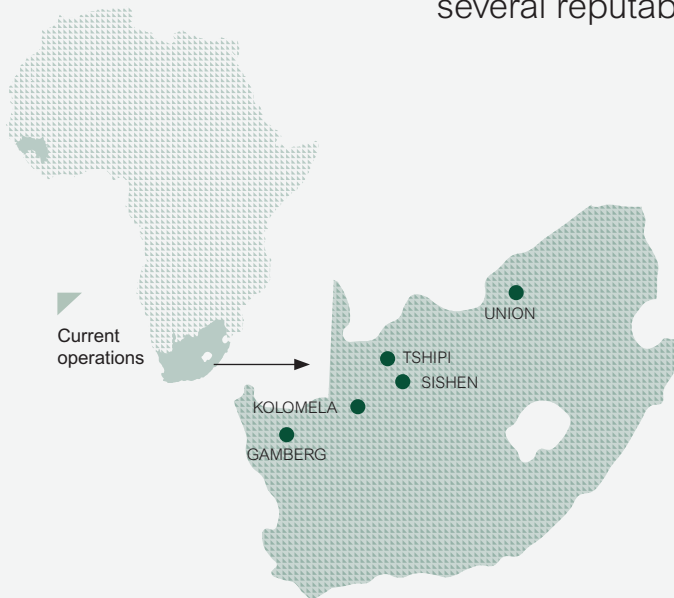 several reputab
UNION
TSHIPI
SISHEN
KOLOMELA
GAMBERG
Current
operations